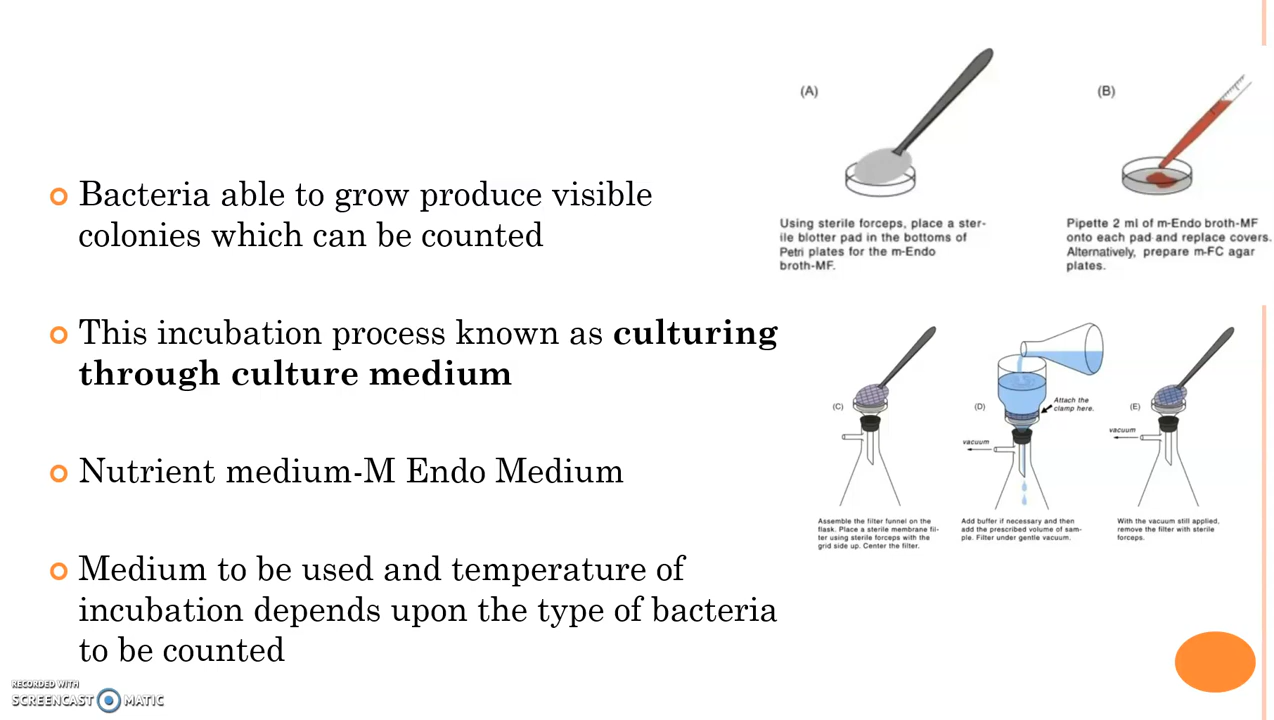 Bacteria able to grow produce visible
colonies which can be counted
This incubation process known as culturing
through culture medium
Nutrient medium-M Endo Medium
Medium to be used and temperature of
incubation depends upon the type of bacteria
to be counted
(A)
Using sterile forceps, place a ster-
ile blotter pad in the bottoms of
Petri plates for the m-Endo
broth-MF.
(B)
Pipette 2 ml of m-Endo broth-MF
onto each pad and replace covers.
Alternatively, prepare m-FC agar
plates.
(C)
Assemble the filter funnel on the
flask. Place a sterile membrane fil-
ter using sterile forceps with the
grid side up. Center the filter.
(D)
Attach the
clamp here.
vacuum
Add buffer if necessary and then
add the prescribed volume of sam-
ple. Filter under gentle vacuum.
(E)
vacuum
With the vacuum still applied,
remove the filter with sterile
forceps.
RECORDED WITH
SCREENCAST MATIC